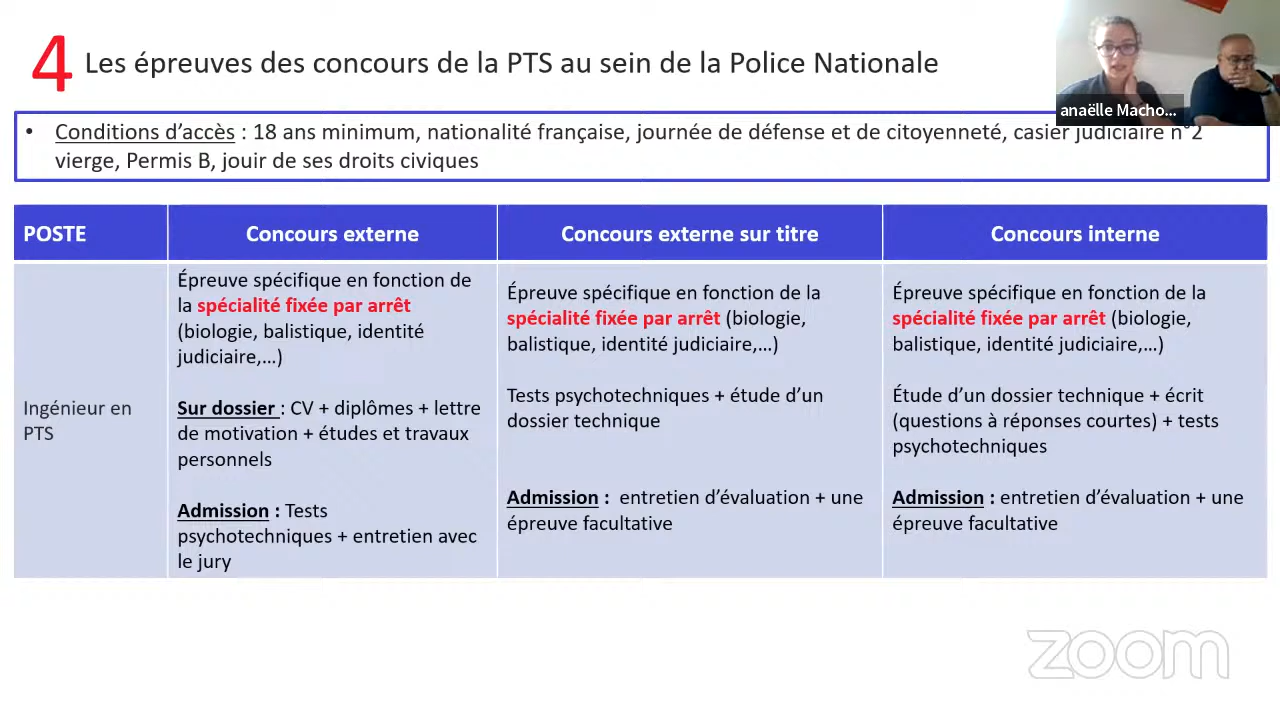 4 Les épreuves des concours de la PTS au sein de la Police Nationale
anaëlle Macho...
• Conditions d'accès : 18 ans minimum, nationalité française, journée de défense et de citoyenneté, casier judiciaire n°2
vierge, Permis B, jouir de ses droits civiques
POSTE
Concours externe
Concours externe sur titre
Concours interne
Ingénieur en
PTS
Épreuve spécifique en fonction de
la spécialité fixée par arrêt
(biologie, balistique, identité
judiciaire,...)
Sur dossier : CV + diplômes + lettre
de motivation + études et travaux
personnels
Admission : Tests
psychotechniques + entretien avec
le jury
Épreuve spécifique en fonction de la
spécialité fixée par arrêt (biologie,
balistique, identité judiciaire,...)
Tests psychotechniques + étude d'un
dossier technique
Admission : entretien d'évaluation + une
épreuve facultative
Épreuve spécifique en fonction de la
spécialité fixée par arrêt (biologie,
balistique, identité judiciaire,...)
Étude d'un dossier technique + écrit
(questions à réponses courtes) + tests
psychotechniques
Admission : entretien d'évaluation + une
épreuve facultative
zoom